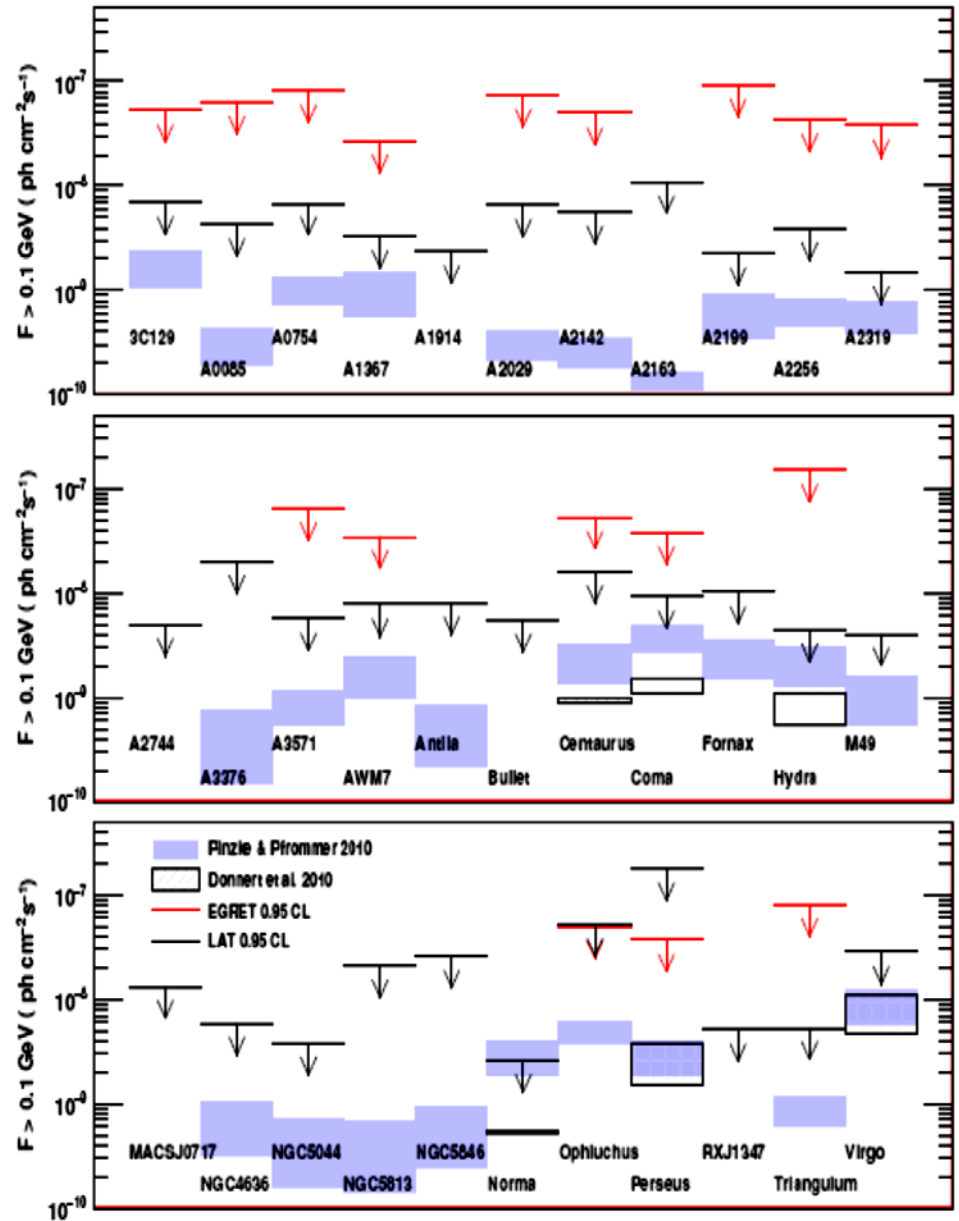 F > 0.1 GeV ( ph cm⁻²s⁻¹)
10⁻⁷
10⁻⁸
10⁻⁹
10⁻¹⁰
3C129 A0754 A1914 A2142 A2199 A2319
A0085 A1367 A2029 A2163 A2256
F > 0.1 GeV ( ph cm⁻²s⁻¹)
10⁻⁷
10⁻⁸
10⁻⁹
10⁻¹⁰
A2744 A3571 Antlia Centaurus Fornax M49
A3376 AWM7 Bullet Coma Hydra
F > 0.1 GeV ( ph cm⁻²s⁻¹)
10⁻⁷
10⁻⁸
10⁻⁹
10⁻¹⁰
Pinzke & Pfrommer 2010
Donnert et al. 2010
EGRET 0.95 CL
LAT 0.95 CL
MACSJ0717 NGC5044 NGC5846 Ophiuchus RXJ1347 Virgo
NGC4636 NGC5813 Norma Perseus Triangulum